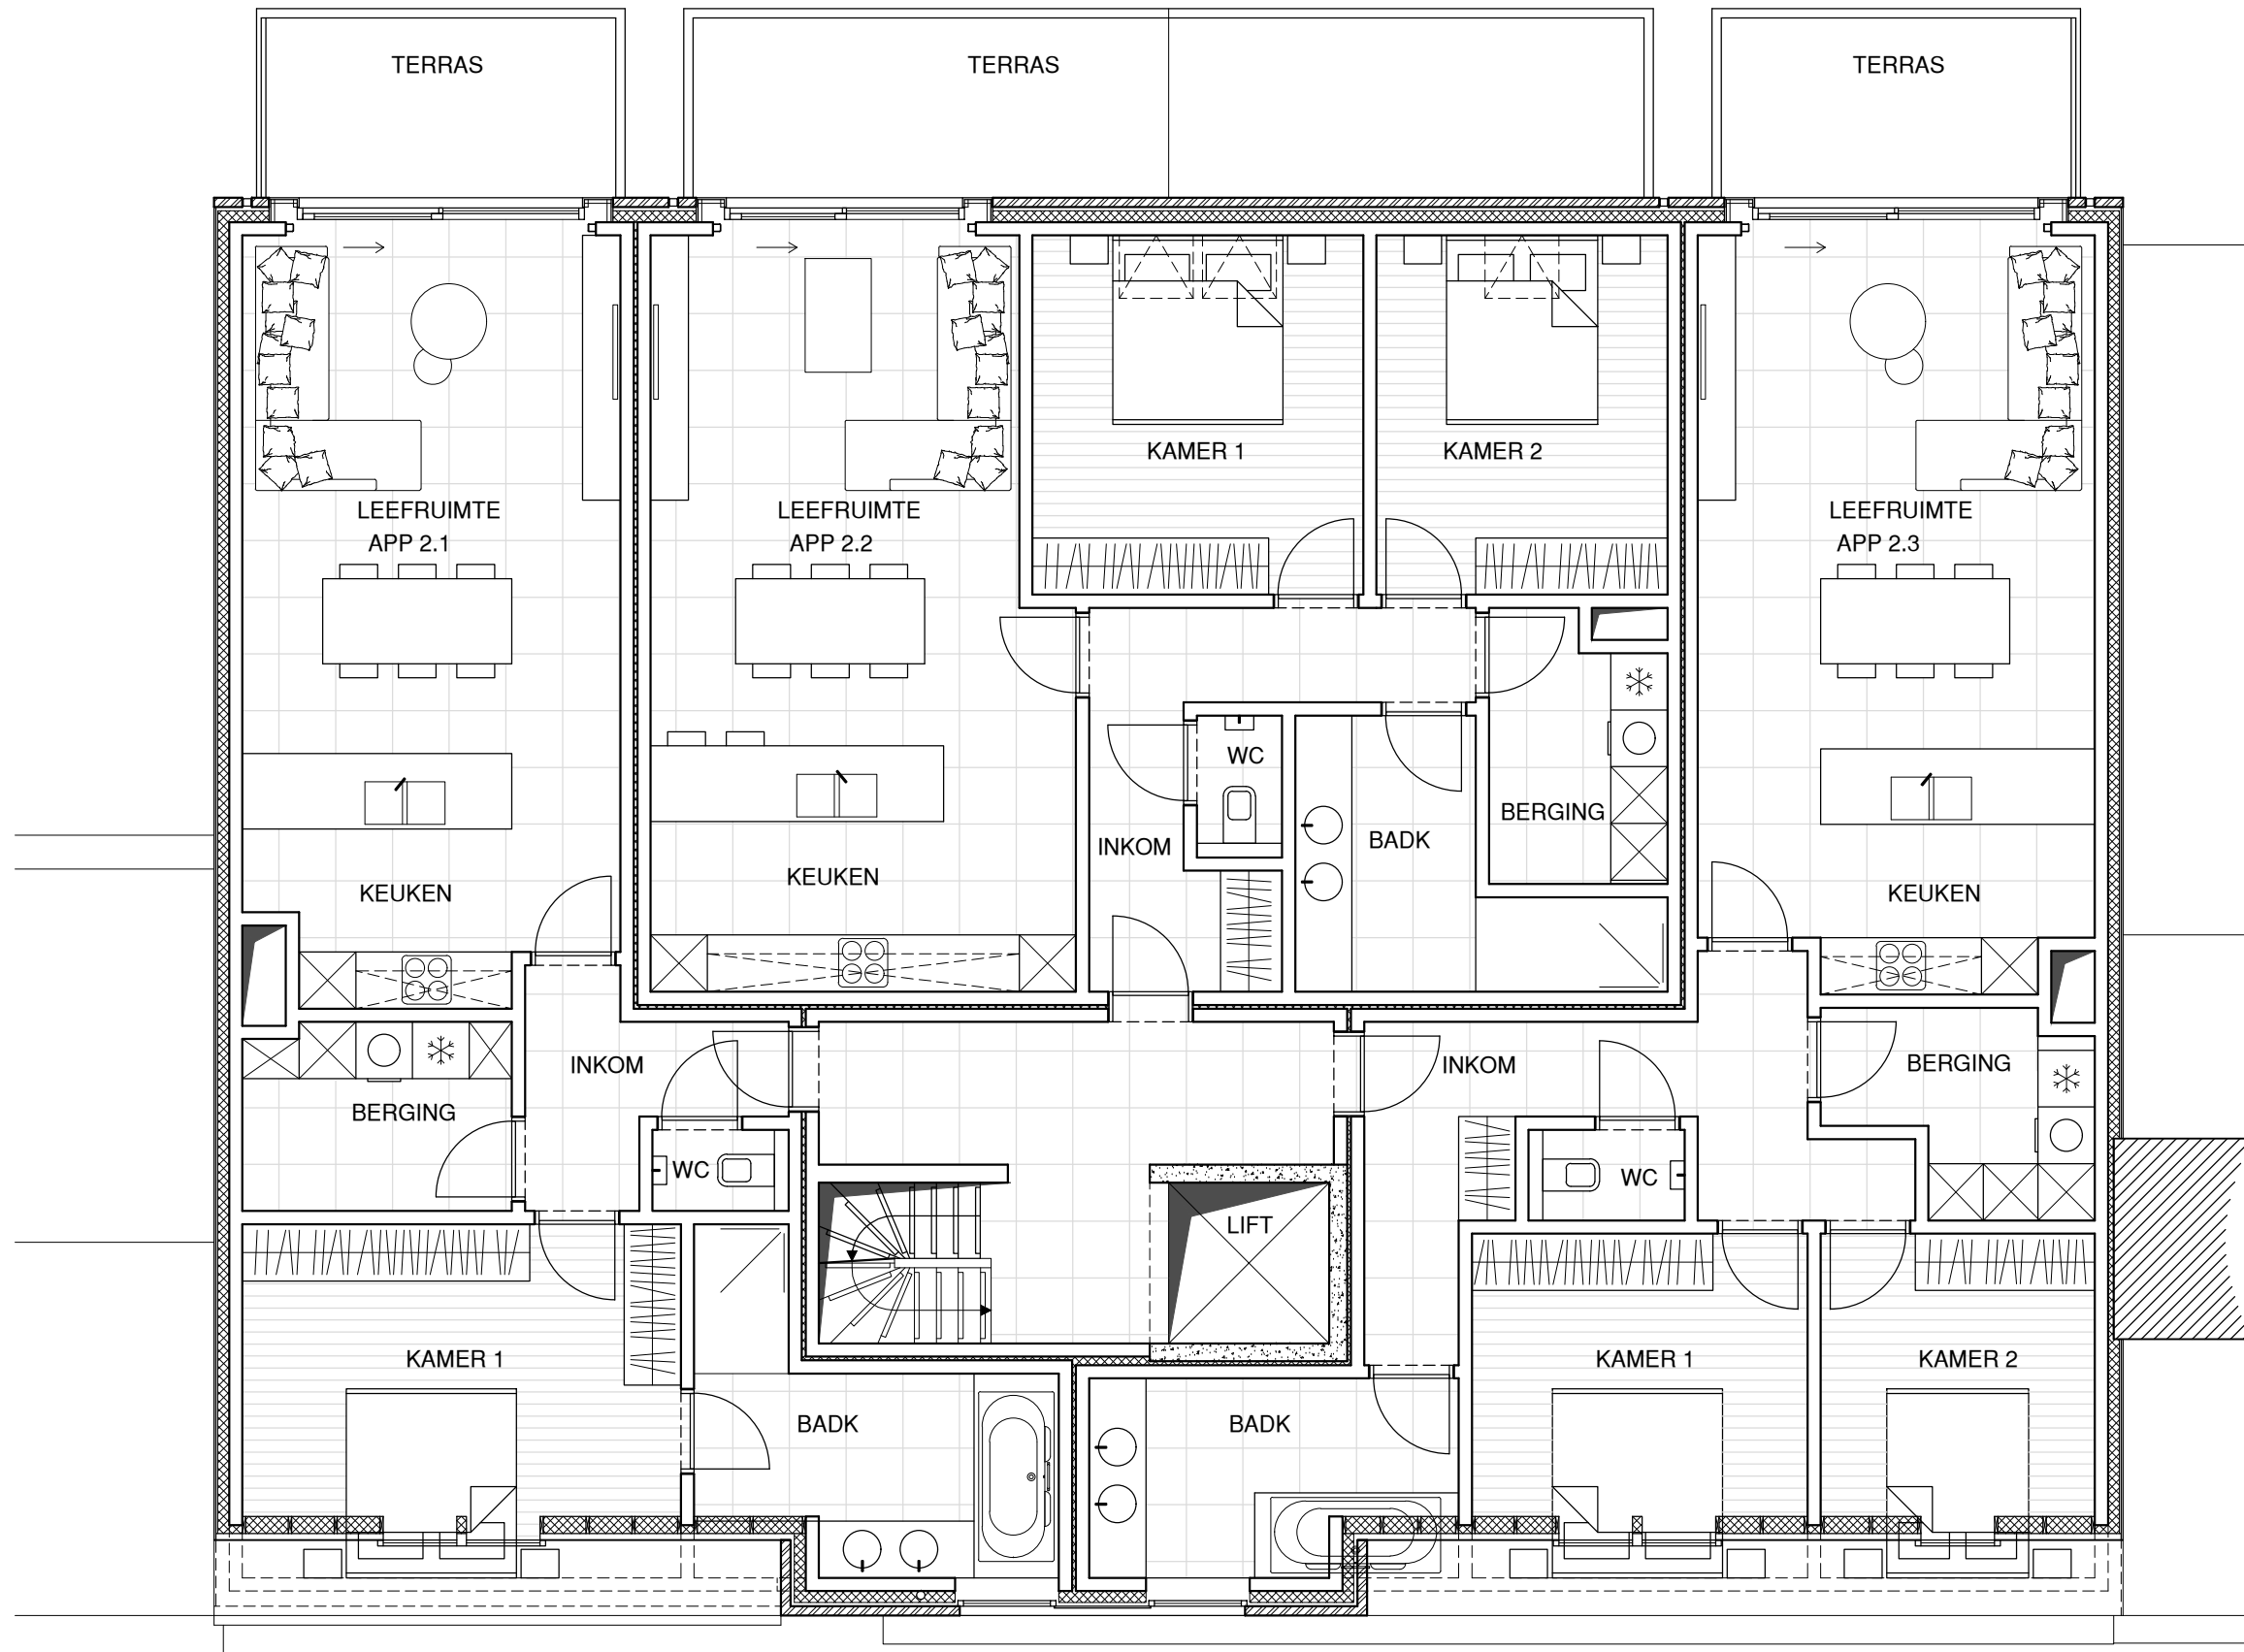 TERRAS
TERRAS
TERRAS
KAMER 1
KAMER 2
LEEFRUIMTE
APP 2.1
LEEFRUIMTE
APP 2.2
LEEFRUIMTE
APP 2.3
WC
BERGING
BADK
INKOM
KEUKEN
KEUKEN
KEUKEN
INKOM
INKOM
BERGING
BERGING
WC
WC
LIFT
KAMER 1
KAMER 1
KAMER 2
BADK
BADK